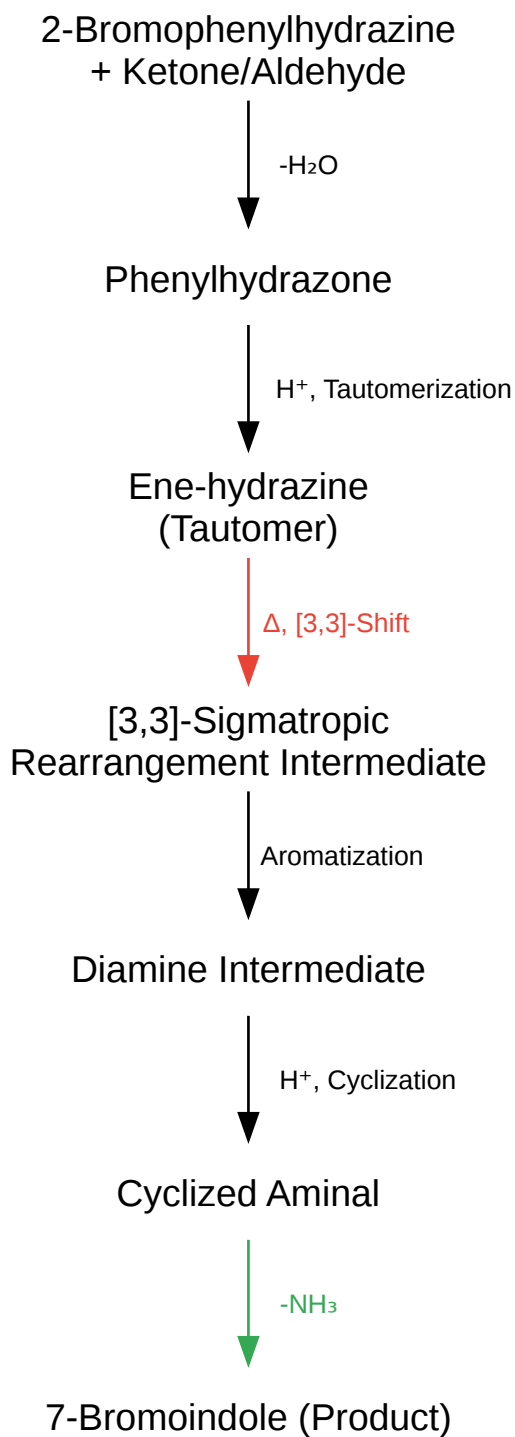 2-Bromophenylhydrazine
+ Ketone/Aldehyde
-H₂O
Phenylhydrazone
H⁺, Tautomerization
Ene-hydrazine
(Tautomer)
Δ, [3,3]-Shift
[3,3]-Sigmatropic
Rearrangement Intermediate
Aromatization
Diamine Intermediate
H⁺, Cyclization
Cyclized Aminal
-NH₃
7-Bromoindole (Product)